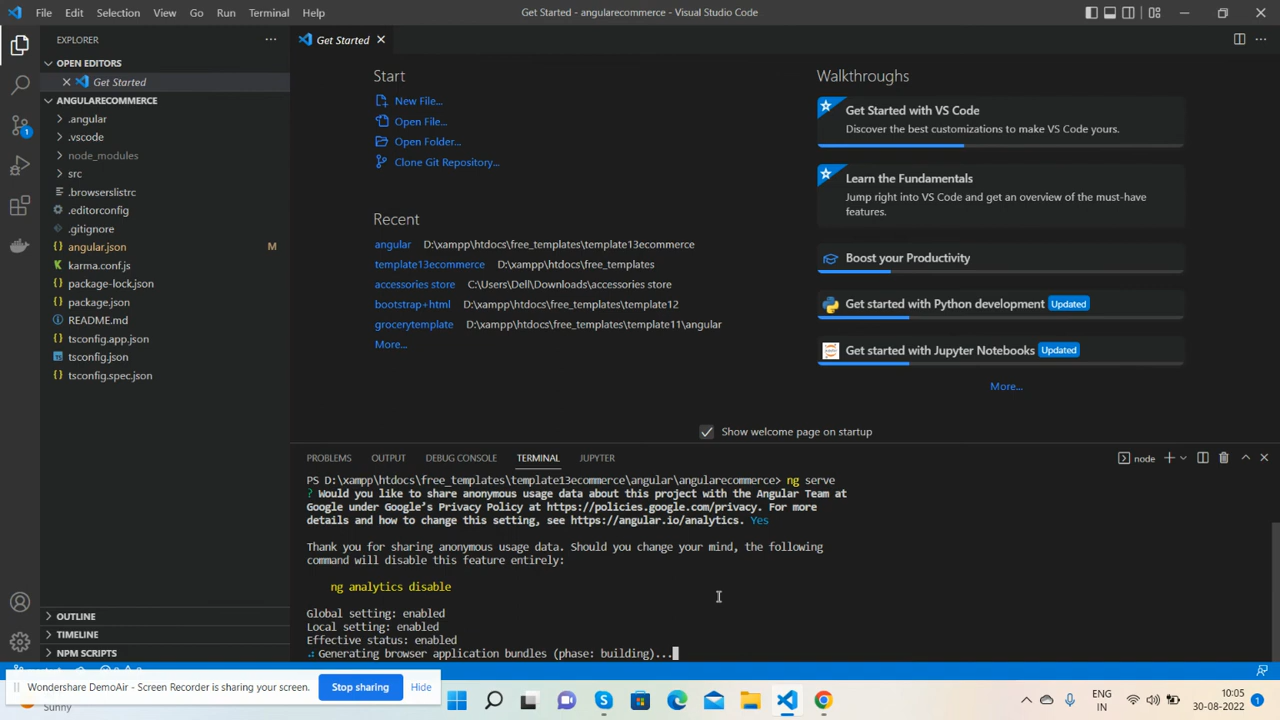 File Edit Selection View Go Run Terminal Help
Get Started - angularecommerce - Visual Studio Code
EXPLORER
OPEN EDITORS
Get Started
ANGULARECOMMERCE
.angular
.vscode
node_modules
src
.browserslistrc
.editorconfig
.gitignore
angular.json M
karma.conf.js
package-lock.json
package.json
README.md
tsconfig.app.json
tsconfig.json
tsconfig.spec.json
OUTLINE
TIMELINE
NPM SCRIPTS
1
Get Started
Start
New File...
Open File...
Open Folder...
Clone Git Repository...
Recent
angular D:\xampp\htdocs\free_templates\template13ecommerce
template13ecommerce D:\xampp\htdocs\free_templates
accessories store C:\Users\Dell\Downloads\accessories store
bootstrap+html D:\xampp\htdocs\free_templates\template12
grocerytemplate D:\xampp\htdocs\free_templates\template11\angular
More...
Walkthroughs
Get Started with VS Code
Discover the best customizations to make VS Code yours.
Learn the Fundamentals
Jump right into VS Code and get an overview of the must-have
features.
Boost your Productivity
Get started with Python development Updated
Get started with Jupyter Notebooks Updated
More...
Show welcome page on startup
PROBLEMS OUTPUT DEBUG CONSOLE TERMINAL JUPYTER
node
PS D:\xampp\htdocs\free_templates\template13ecommerce\angular\angularecommerce> ng serve
? Would you like to share anonymous usage data about this project with the Angular Team at
Google under Google's Privacy Policy at https://policies.google.com/privacy. For more
details and how to change this setting, see https://angular.io/analytics. Yes
Thank you for sharing anonymous usage data. Should you change your mind, the following
command will disable this feature entirely:
ng analytics disable
Global setting: enabled
Local setting: enabled
Effective status: enabled
Generating browser application bundles (phase: building)...
Wondershare DemoAir - Screen Recorder is sharing your screen.
Stop sharing
Hide
Sunny
ENG
IN
10:05
30-08-2022
1